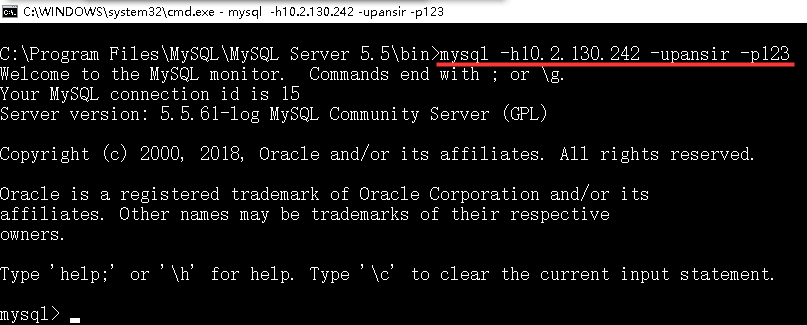 C:\WINDOWS\system32\cmd.exe - mysql -h10.2.130.242 -upansir -p123
C:\Program Files\MySQL\MySQL Server 5.5\bin>mysql -h10.2.130.242 -upansir -p123
Welcome to the MySQL monitor.  Commands end with ; or \g.
Your MySQL connection id is 15
Server version: 5.5.61-log MySQL Community Server (GPL)
Copyright (c) 2000, 2018, Oracle and/or its affiliates. All rights reserved.
Oracle is a registered trademark of Oracle Corporation and/or its
affiliates. Other names may be trademarks of their respective
owners.
Type 'help;' or '\h' for help. Type '\c' to clear the current input statement.
mysql> _